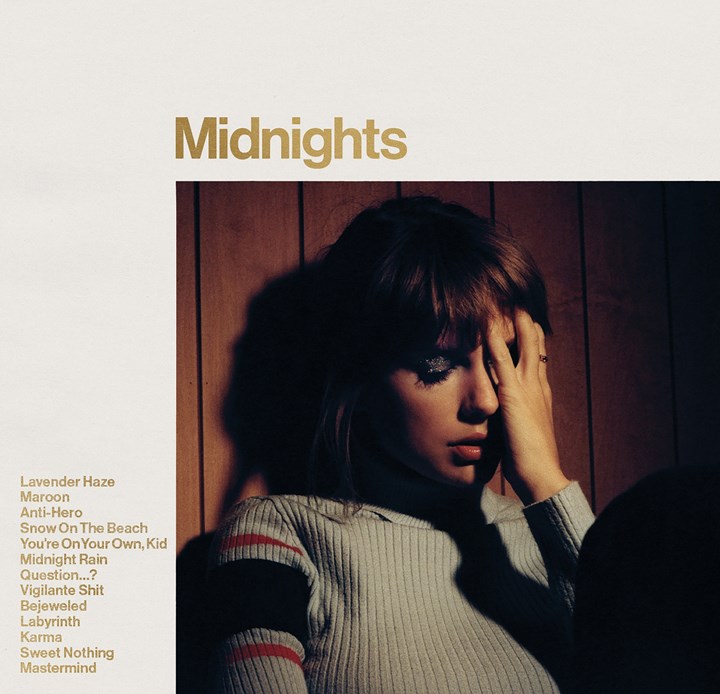 Midnights
Lavender Haze
Maroon
Anti-Hero
Snow On The Beach
You're On Your Own, Kid
Midnight Rain
Question...?
Vigilante Shit
Bejeweled
Labyrinth
Karma
Sweet Nothing
Mastermind